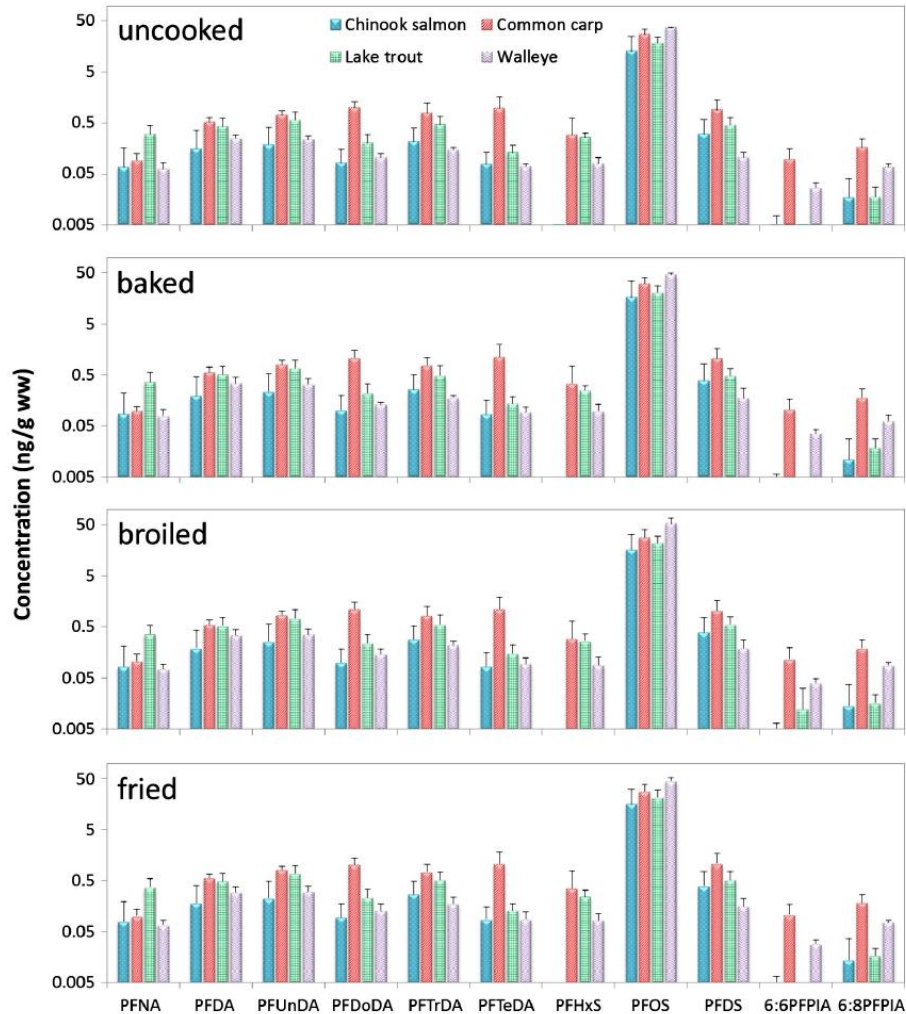 uncooked
Chinook salmon Common carp
Lake trout Walleye
50
5
0.5
0.05
0.005
baked
50
5
0.5
0.05
0.005
broiled
50
5
0.5
0.05
0.005
fried
50
5
0.5
0.05
0.005
Concentration (ng/g ww)
PFNA PFDA PFUnDA PFDoDA PFTrDA PFTeDA PFHxS PFOS PFDS 6:6PFPIA 6:8PFPIA